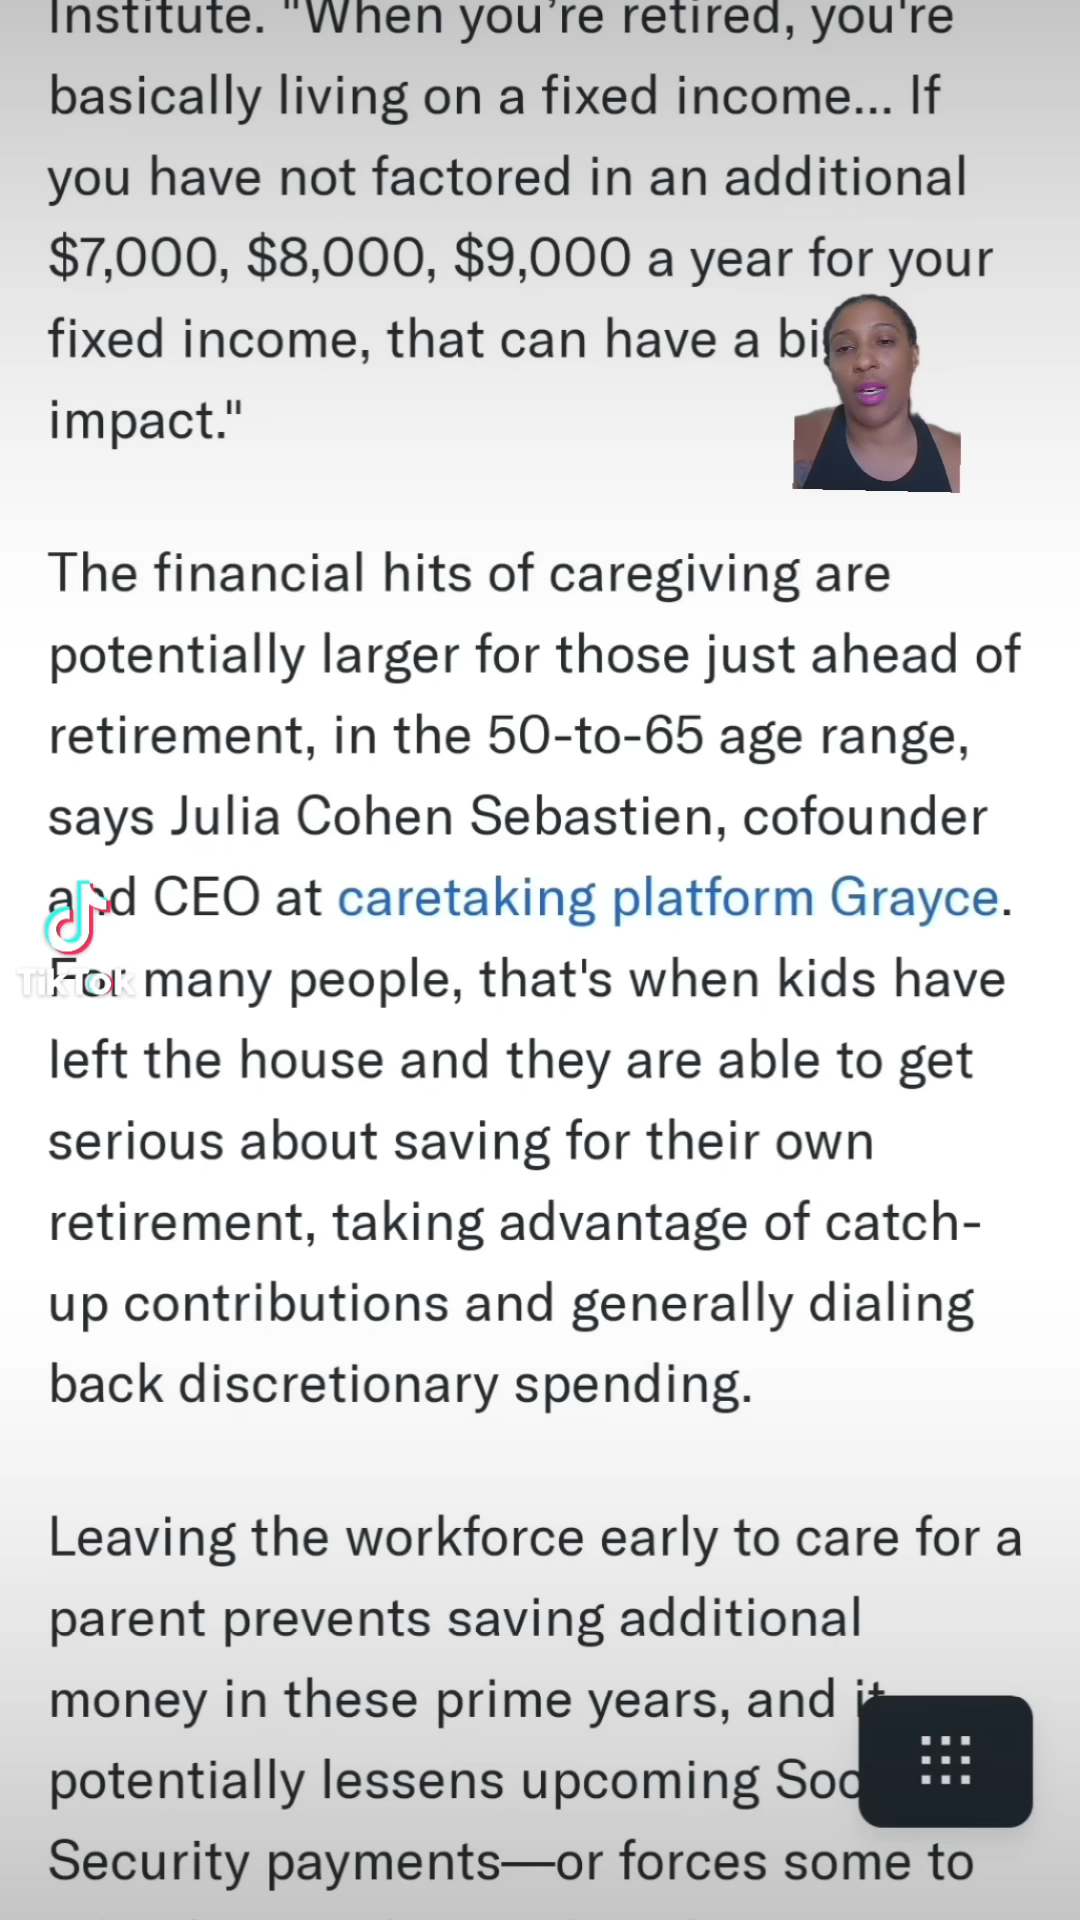 Institute. "When you're retired, you're
basically living on a fixed income... If
you have not factored in an additional
$7,000, $8,000, $9,000 a year for your
fixed income, that can have a big
impact."
The financial hits of caregiving are
potentially larger for those just ahead of
retirement, in the 50-to-65 age range,
says Julia Cohen Sebastien, cofounder
and CEO at caretaking platform Grayce.
For many people, that's when kids have
left the house and they are able to get
serious about saving for their own
retirement, taking advantage of catch-
up contributions and generally dialing
back discretionary spending.
Leaving the workforce early to care for a
parent prevents saving additional
money in these prime years, and it
potentially lessens upcoming Social
Security payments—or forces some to
TikTok